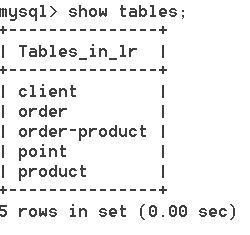 mysql> show tables;
+---------------+
| Tables_in_lr  |
+---------------+
| client        |
| order         |
| order-product |
| point         |
| product       |
+---------------+
5 rows in set (0.00 sec)